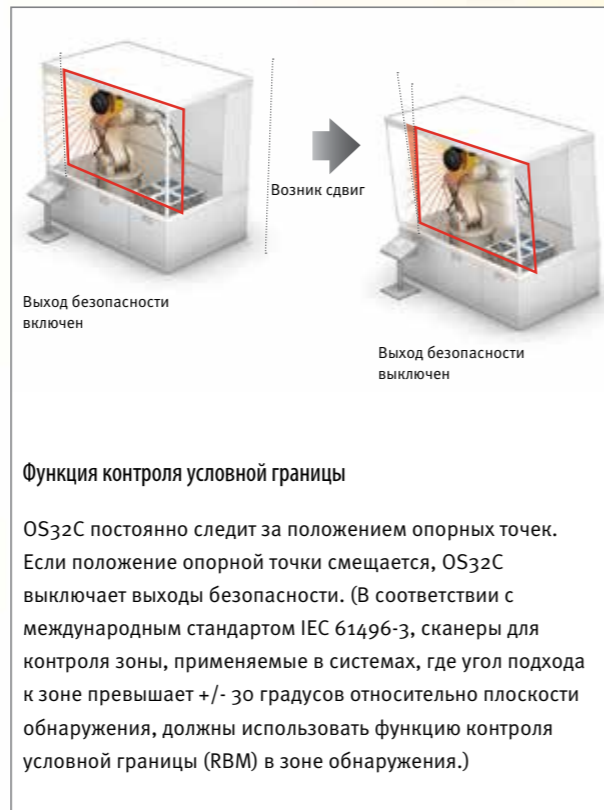 Возник сдвиг
Выход безопасности
включен
Выход безопасности
выключен
Функция контроля условной границы
OS32C постоянно следит за положением опорных точек.
Если положение опорной точки смещается, OS32C
выключает выходы безопасности. (В соответствии с
международным стандартом IEC 61496-3, сканеры для
контроля зоны, применяемые в системах, где угол подхода
к зоне превышает +/- 30 градусов относительно плоскости
обнаружения, должны использовать функцию контроля
условной границы (RBM) в зоне обнаружения.)